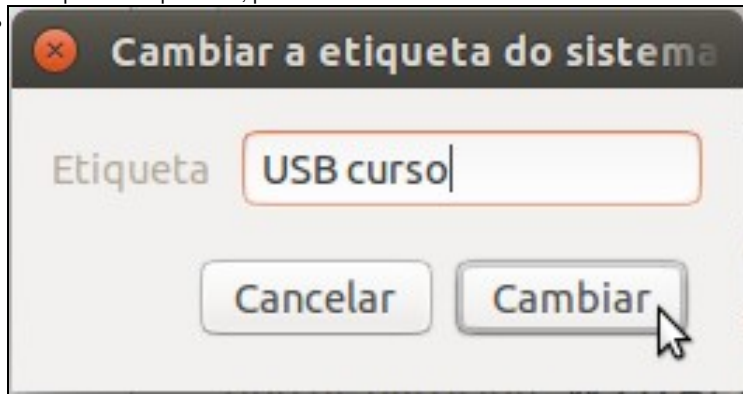 Cambiar a etiqueta do sistema
Etiqueta
USB curso
Cancelar
Cambiar